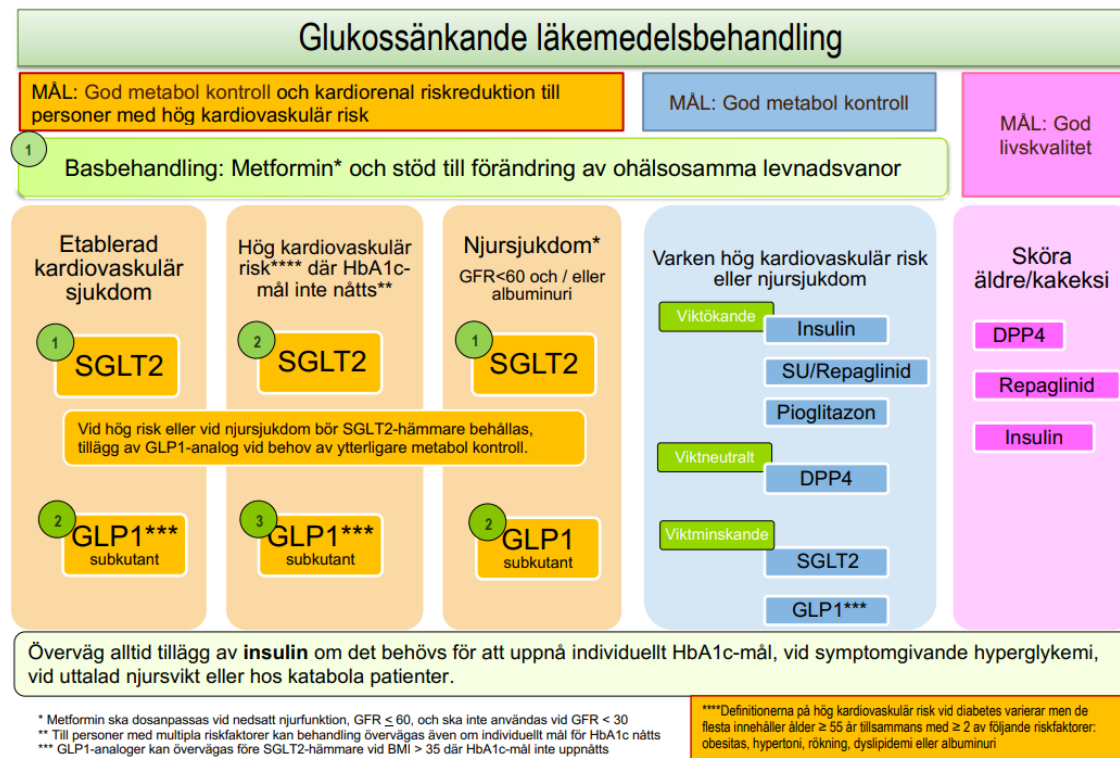 Glukossänkande läkemedelsbehandling
MÅL: God metabol kontroll och kardiorenal riskreduktion till
personer med hög kardiovaskulär risk
MÅL: God metabol kontroll
MÅL: God
livskvalitet
1
Basbehandling: Metformin* och stöd till förändring av ohälsosamma levnadsvanor
Etablerad
kardiovaskulär
sjukdom
1
SGLT2
Hög kardiovaskulär
risk**** där HbA1c-
mål inte nåtts**
2
SGLT2
Njursjukdom*
GFR<60 och / eller
albuminuri
1
SGLT2
Vid hög risk eller vid njursjukdom bör SGLT2-hämmare behållas,
tillägg av GLP1-analog vid behov av ytterligare metabol kontroll.
2
GLP1***
subkutant
3
GLP1***
subkutant
2
GLP1
subkutant
Varken hög kardiovaskulär risk
eller njursjukdom
Viktökande
Insulin
SU/Repaglinid
Pioglitazon
Viktneutralt
DPP4
Viktminskande
SGLT2
GLP1***
Sköra
äldre/kakeksi
DPP4
Repaglinid
Insulin
Överväg alltid tillägg av insulin om det behövs för att uppnå individuellt HbA1c-mål, vid symptomgivande hyperglykemi,
vid uttalad njursvikt eller hos katabola patienter.
* Metformin ska dosanpassas vid nedsatt njurfunktion, GFR ≤ 60, och ska inte användas vid GFR < 30
** Till personer med multipla riskfaktorer kan behandling övervägas även om individuellt mål för HbA1c nåtts
*** GLP1-analoger kan övervägas före SGLT2-hämmare vid BMI > 35 där HbA1c-mål inte uppnåtts
****Definitionerna på hög kardiovaskulär risk vid diabetes varierar men de
flesta innehåller ålder ≥ 55 år tillsammans med ≥ 2 av följande riskfaktorer:
obesitas, hypertoni, rökning, dyslipidemi eller albuminuri